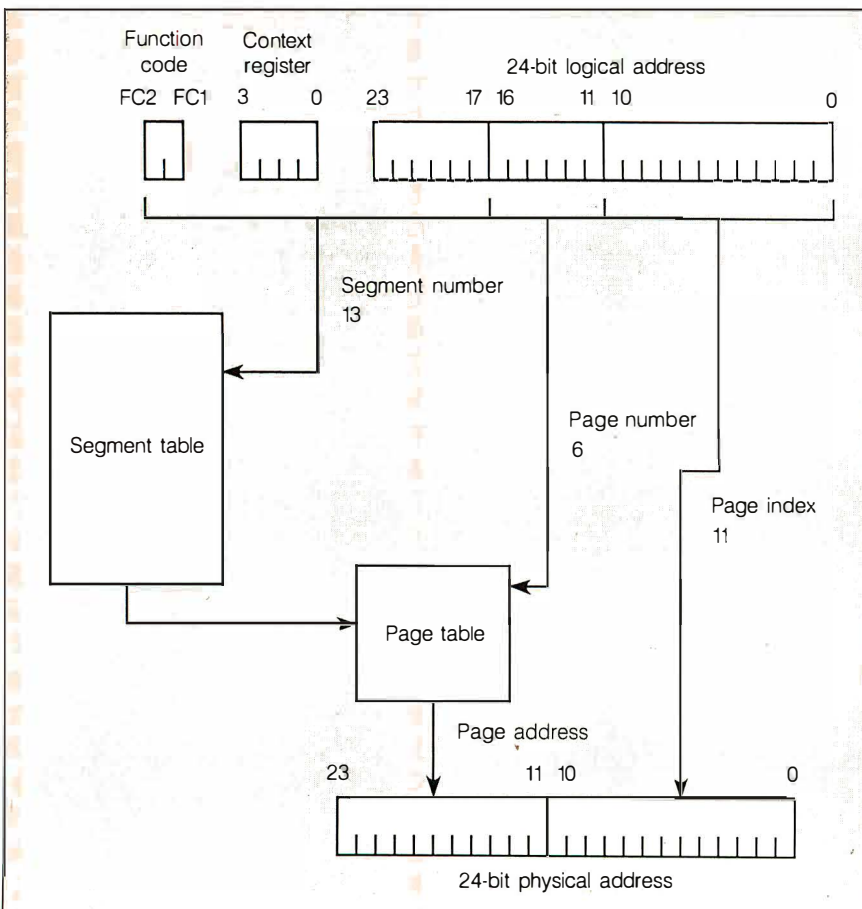 Function code
Context register
24-bit logical address
FC2 FC1
3 0
23 17 16 11 10 0
Segment number
13
Segment table
Page number
6
Page index
11
Page table
Page address
23 11 10 0
24-bit physical address